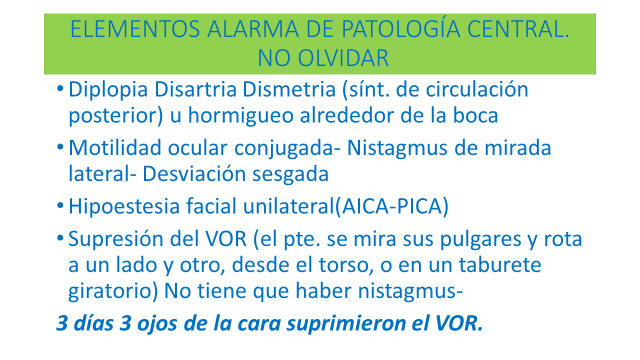 ELEMENTOS ALARMA DE PATOLOGÍA CENTRAL.
NO OLVIDAR
• Diplopia Disartria Dismetria (sínt. de circulación
posterior) u hormigueo alrededor de la boca
• Motilidad ocular conjugada- Nistagmus de mirada
lateral- Desviación sesgada
• Hipoestesia facial unilateral(AICA-PICA)
• Supresión del VOR (el pte. se mira sus pulgares y rota
a un lado y otro, desde el torso, o en un taburete
giratorio) No tiene que haber nistagmus-
3 días 3 ojos de la cara suprimieron el VOR.